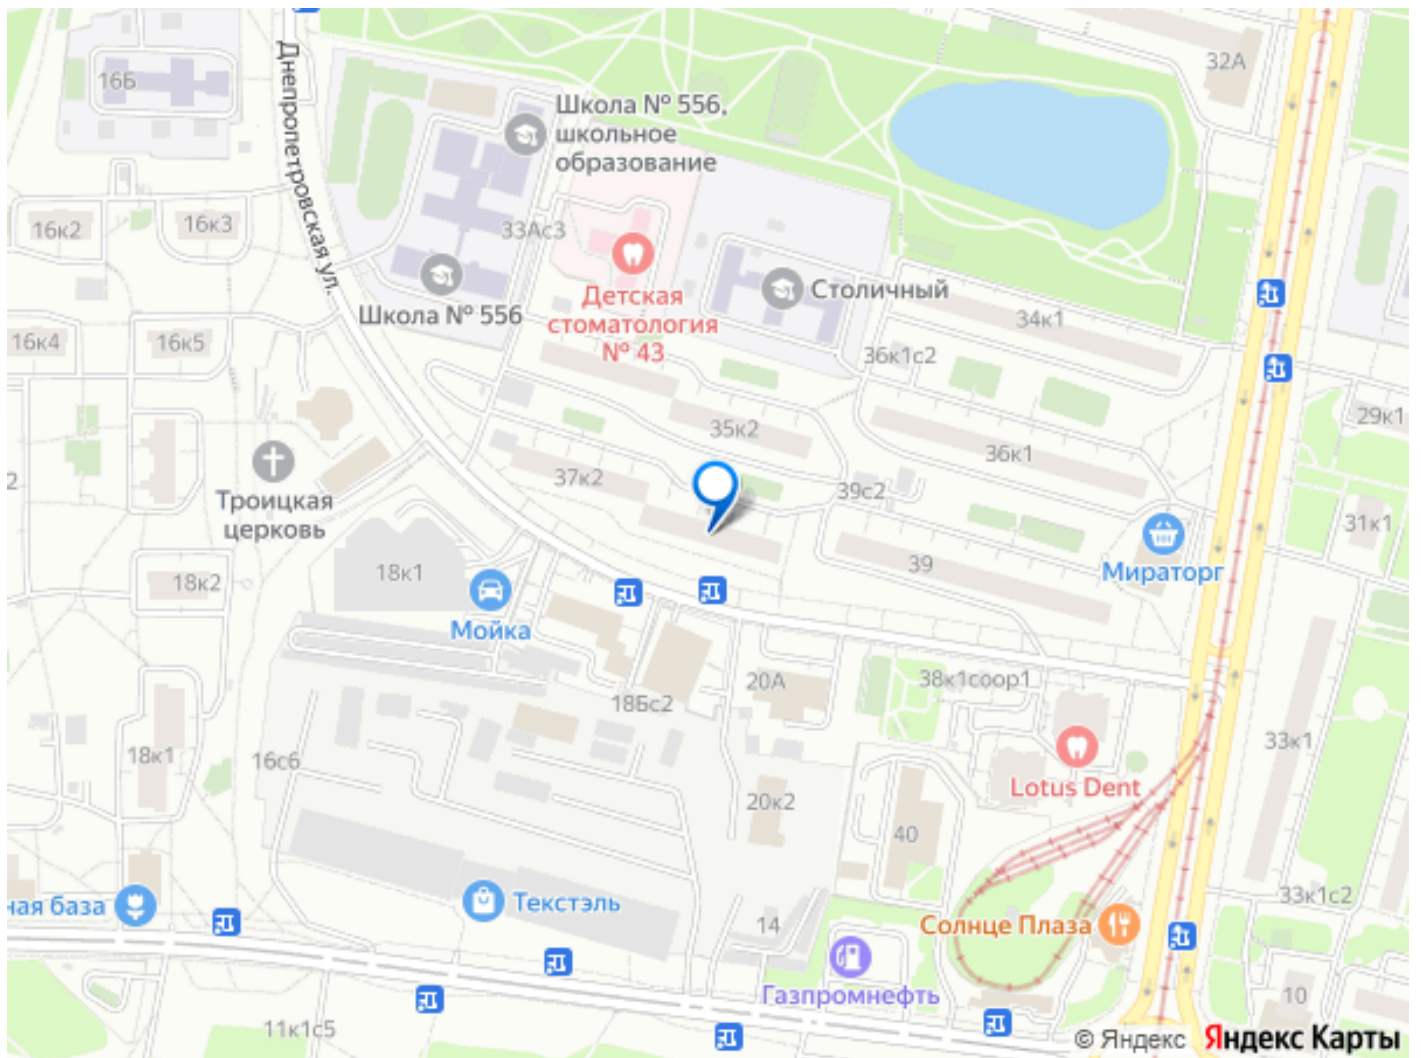 32А
16Б
Днепропетровская ул.
Школа № 556,
школьное
образование
16к2
16к3
33Ас3
Школа № 556
Детская
стоматология
№ 43
Столичный
34к1
16к4
16к5
36к1с2
29к1
35к2
36к1
37к2
39с2
2
Троицкая
церковь
31к1
18к1
39
Мираторг
18к2
Мойка
20А
38к1соор1
18Бс2
18к1
16с6
33к1
Lotus Dent
20к2
40
33к1с2
ная база
Текстэль
14
Солнце Плаза
Газпромнефть
10
11к1с5
© Яндекс Яндекс Карты